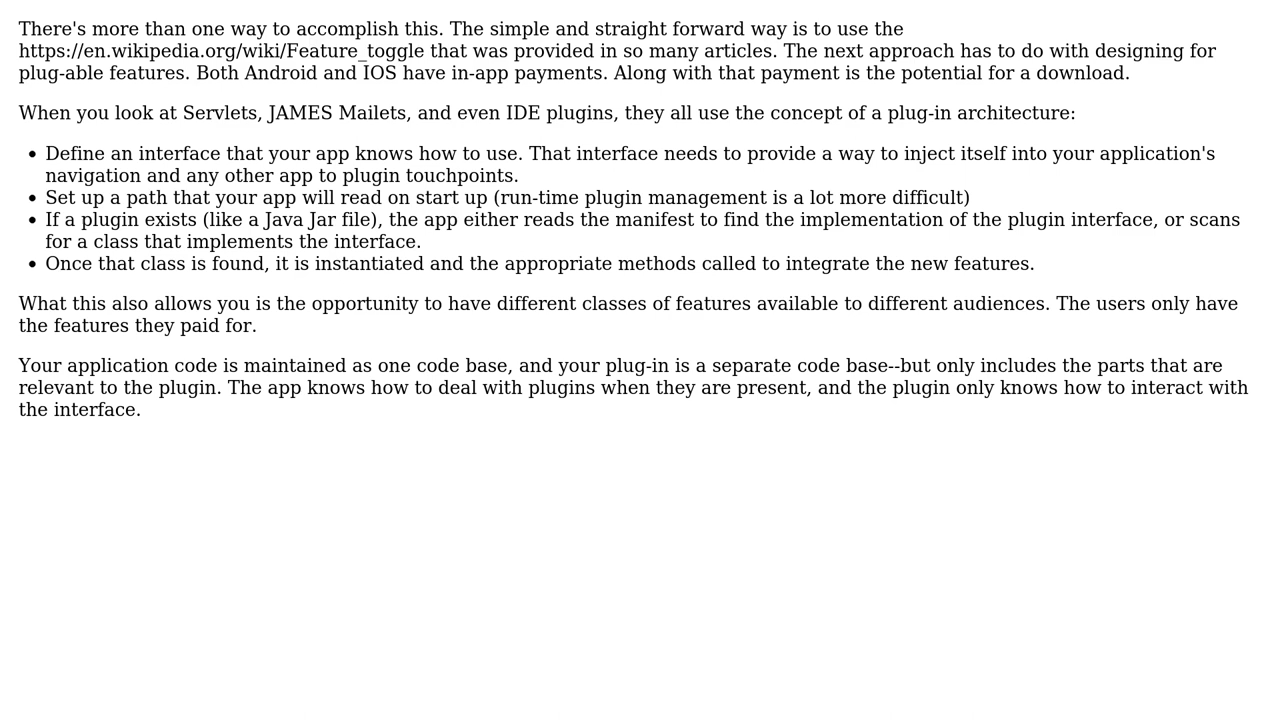 There's more than one way to accomplish this. The simple and straight forward way is to use the
https://en.wikipedia.org/wiki/Feature_toggle that was provided in so many articles. The next approach has to do with designing for
plug-able features. Both Android and IOS have in-app payments. Along with that payment is the potential for a download.
When you look at Servlets, JAMES Mailets, and even IDE plugins, they all use the concept of a plug-in architecture:
• Define an interface that your app knows how to use. That interface needs to provide a way to inject itself into your application's
navigation and any other app to plugin touchpoints.
• Set up a path that your app will read on start up (run-time plugin management is a lot more difficult)
• If a plugin exists (like a Java Jar file), the app either reads the manifest to find the implementation of the plugin interface, or scans
for a class that implements the interface.
• Once that class is found, it is instantiated and the appropriate methods called to integrate the new features.
What this also allows you is the opportunity to have different classes of features available to different audiences. The users only have
the features they paid for.
Your application code is maintained as one code base, and your plug-in is a separate code base--but only includes the parts that are
relevant to the plugin. The app knows how to deal with plugins when they are present, and the plugin only knows how to interact with
the interface.